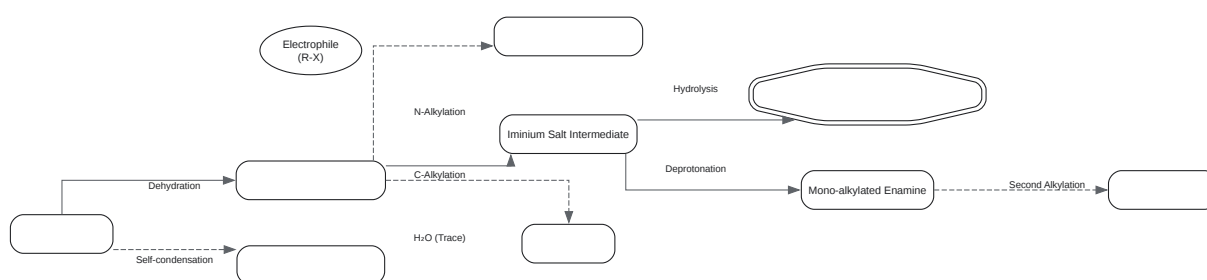 Electrophile
(R-X)
N-Alkylation
Hydrolysis
Iminium Salt Intermediate
C-Alkylation
Deprotonation
Dehydration
Mono-alkylated Enamine
Second Alkylation
H₂O (Trace)
Self-condensation